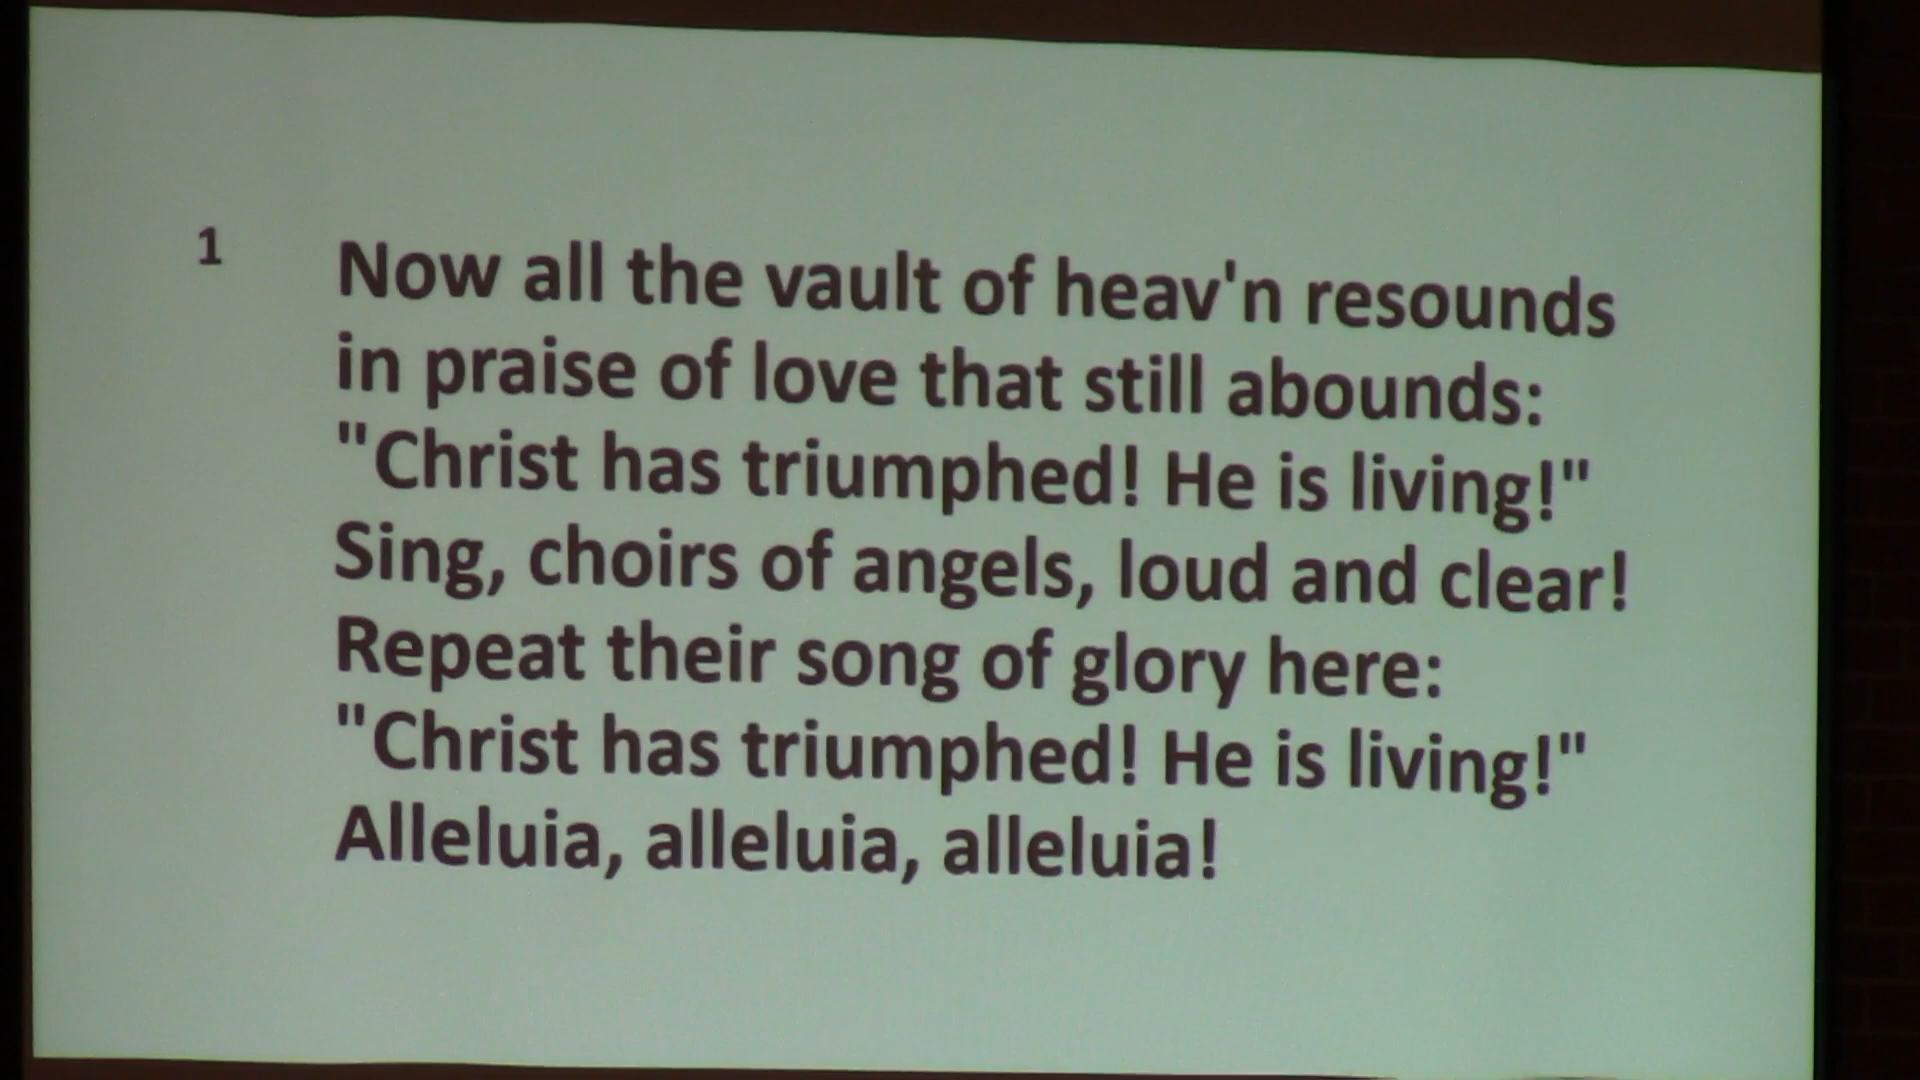 1 Now all the vault of heav'n resounds
in praise of love that still abounds:
"Christ has triumphed! He is living!"
Sing, choirs of angels, loud and clear!
Repeat their song of glory here:
"Christ has triumphed! He is living!"
Alleluia, alleluia, alleluia!